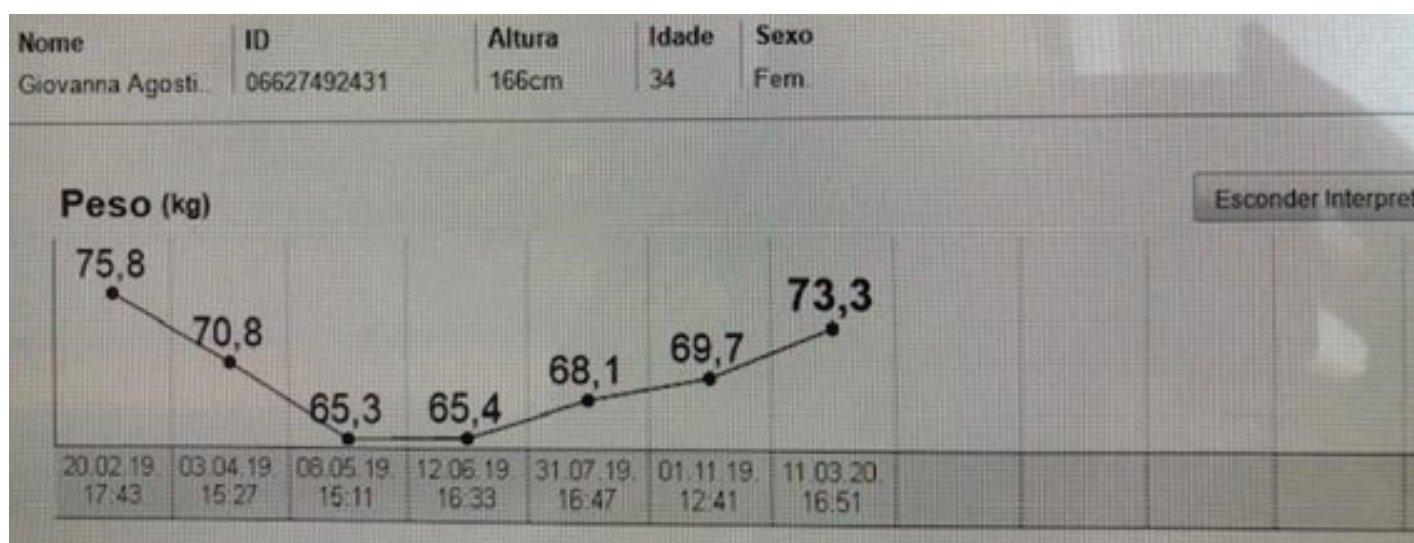 Nome ID Altura Idade Sexo
Giovanna Agosti.. 06627492431 166cm 34 Fem.
Peso (kg)
Esconder Interpret
75,8
70,8
65,3
65,4
68,1
69,7
73,3
20.02.19. 03.04.19. 08.05.19. 12.06.19. 31.07.19. 01.11.19. 11.03.20.
17:43 15:27 15:11 16:33 16:47 12:41 16:51